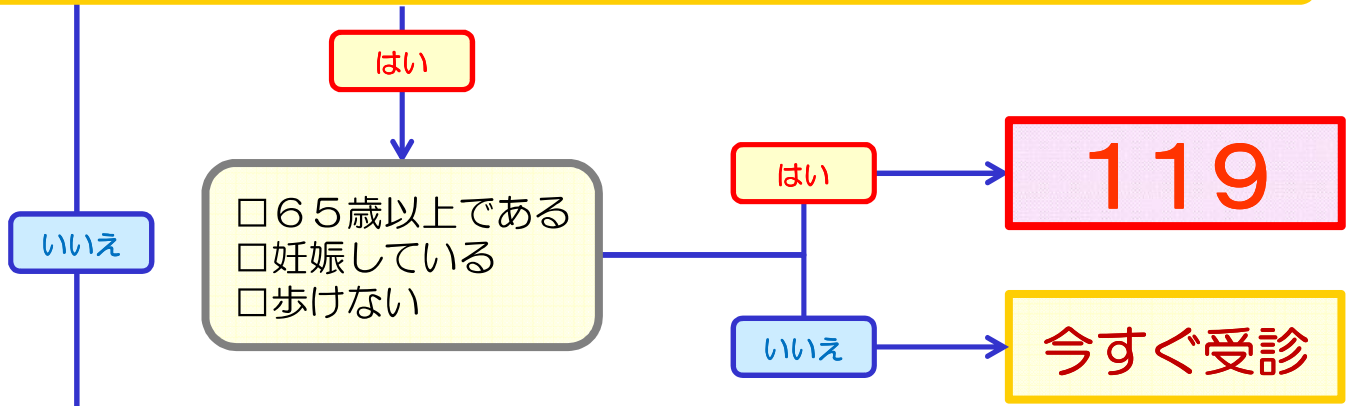 はい
はい
119
いいえ
□65歳以上である
□妊娠している
□歩けない
いいえ
今すぐ受診